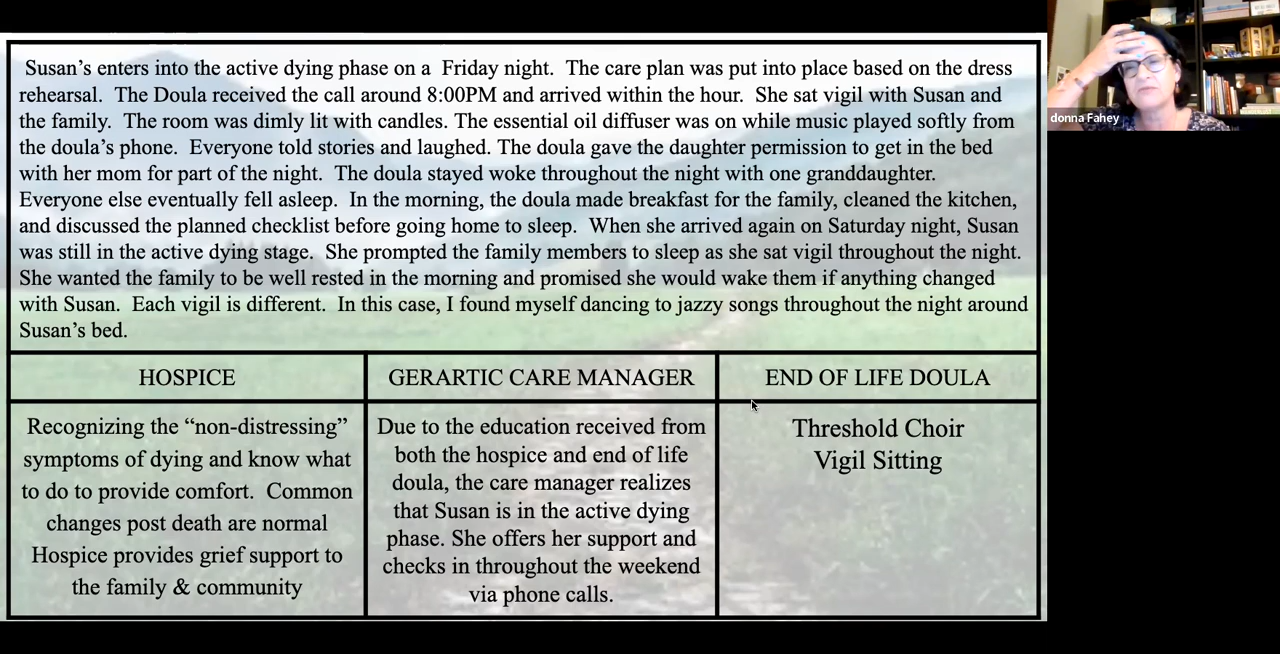 Susan’s enters into the active dying phase on a  Friday night.  The care plan was put into place based on the dress
rehearsal.  The Doula received the call around 8:00PM and arrived within the hour.  She sat vigil with Susan and
the family.  The room was dimly lit with candles. The essential oil diffuser was on while music played softly from
the doula’s phone.  Everyone told stories and laughed. The doula gave the daughter permission to get in the bed
with her mom for part of the night.  The doula stayed woke throughout the night with one granddaughter.
Everyone else eventually fell asleep.  In the morning, the doula made breakfast for the family, cleaned the kitchen,
and discussed the planned checklist before going home to sleep.  When she arrived again on Saturday night, Susan
was still in the active dying stage.  She prompted the family members to sleep as she sat vigil throughout the night.
She wanted the family to be well rested in the morning and promised she would wake them if anything changed
with Susan.  Each vigil is different.  In this case, I found myself dancing to jazzy songs throughout the night around
Susan’s bed.
HOSPICE
Recognizing the “non-distressing”
symptoms of dying and know what
to do to provide comfort.  Common
changes post death are normal
Hospice provides grief support to
the family & community
GERARTIC CARE MANAGER
Due to the education received from
both the hospice and end of life
doula, the care manager realizes
that Susan is in the active dying
phase. She offers her support and
checks in throughout the weekend
via phone calls.
END OF LIFE DOULA
Threshold Choir
Vigil Sitting
donna Fahey